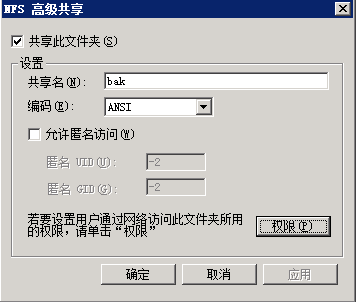 NFS 高级共享
共享此文件夹(S)
设置
共享名(N): bak
编码(E): ANSI
允许匿名访问(W)
匿名 UID(U): -2
匿名 GID(G): -2
若要设置用户通过网络访问此文件夹所用
的权限,请单击“权限”
权限(P)
确定 取消 应用